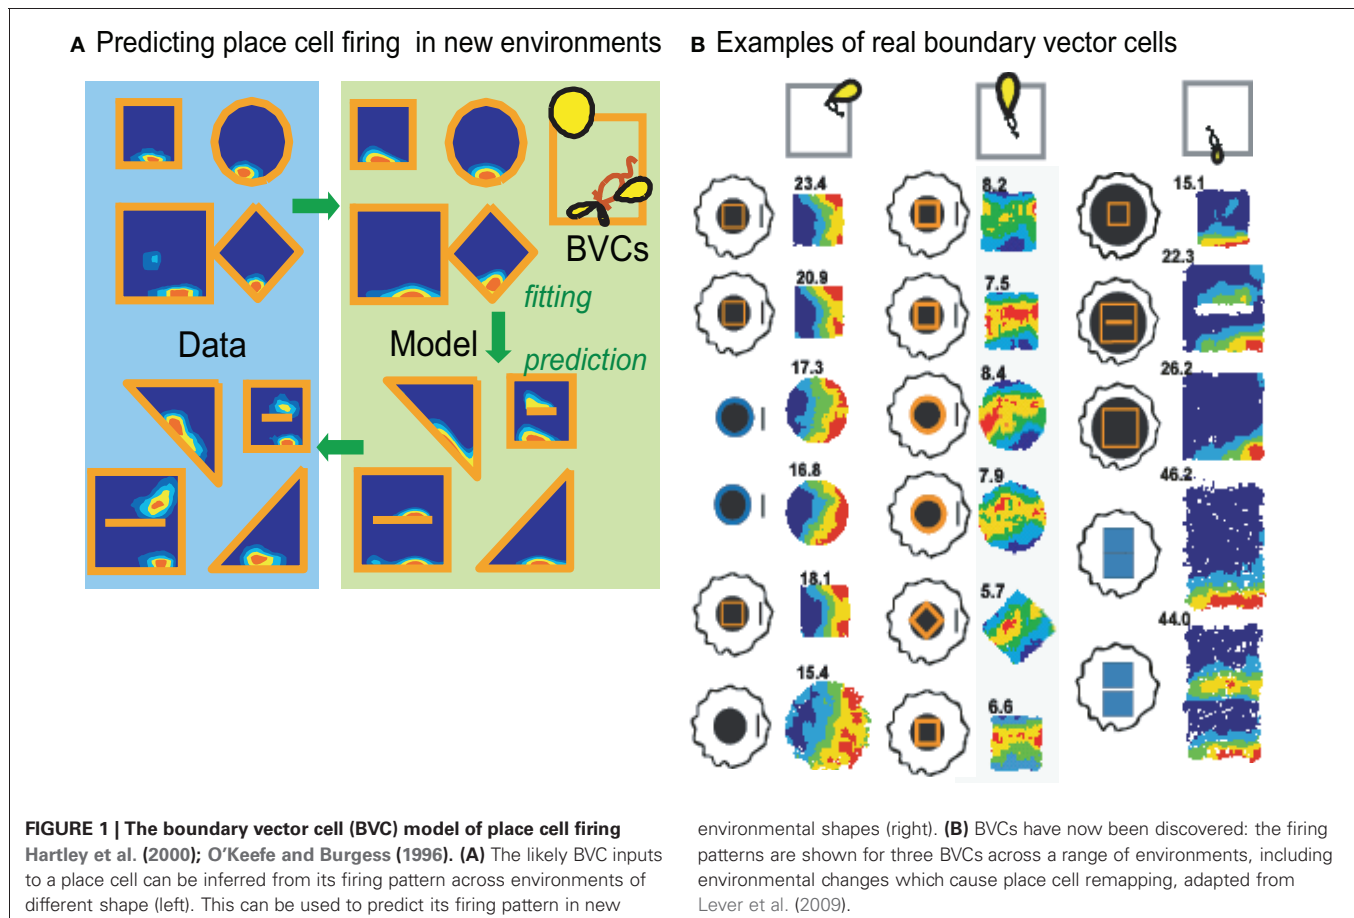 A Predicting place cell firing in new environments
BVCs
fitting
Data
Model
prediction
B Examples of real boundary vector cells
23.4
20.9
17.3
16.8
18.1
15.4
8.2
7.5
8.4
7.9
5.7
6.6
15.1
22.3
26.2
46.2
44.0
FIGURE 1 | The boundary vector cell (BVC) model of place cell firing
Hartley et al. (2000); O'Keefe and Burgess (1996). (A) The likely BVC inputs
to a place cell can be inferred from its firing pattern across environments of
different shape (left). This can be used to predict its firing pattern in new
environmental shapes (right). (B) BVCs have now been discovered: the firing
patterns are shown for three BVCs across a range of environments, including
environmental changes which cause place cell remapping, adapted from
Lever et al. (2009).